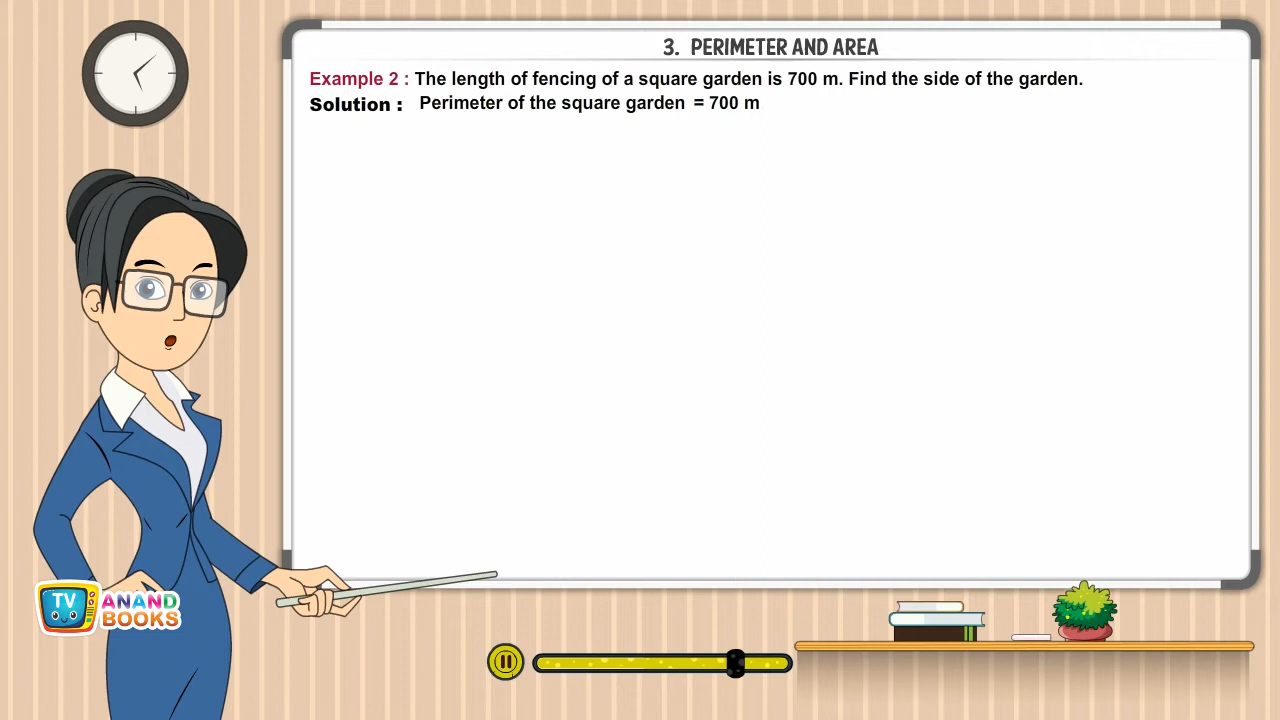 3. PERIMETER AND AREA
Example 2 : The length of fencing of a square garden is 700 m. Find the side of the garden.
Solution : Perimeter of the square garden = 700 m
TV
ANAND
BOOKS